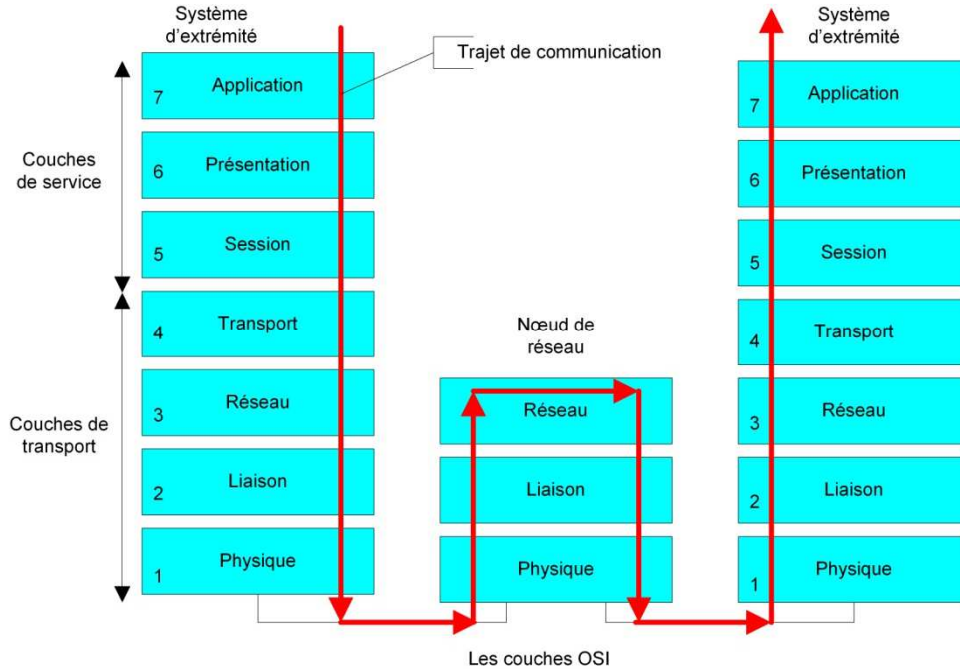 Système
d'extrémité
Trajet de communication
7 Application
6 Présentation
5 Session
4 Transport
3 Réseau
2 Liaison
1 Physique
Couches
de service
Couches de
transport
Nœud de
réseau
Réseau
Liaison
Physique
Système
d'extrémité
7 Application
6 Présentation
5 Session
4 Transport
3 Réseau
2 Liaison
1 Physique
Les couches OSI